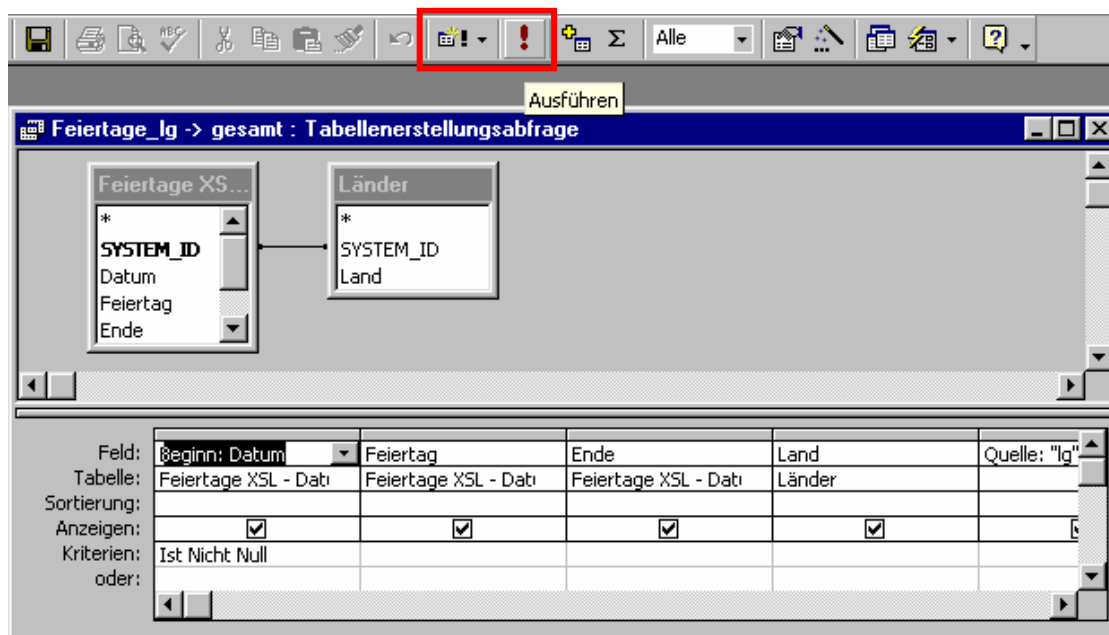 ABC
Alle
Ausführen
Feiertage_lg -> gesamt : Tabellenerstellungsabfrage
Feiertage XS...
*
SYSTEM_ID
Datum
Feiertag
Ende
Länder
*
SYSTEM_ID
Land
Feld: Beginn: Datum Feiertag Ende Land Quelle: "lg"
Tabelle: Feiertage XSL - Dat Feiertage XSL - Dat Feiertage XSL - Dat Länder
Sortierung:
Anzeigen:
Kriterien: Ist Nicht Null
oder: